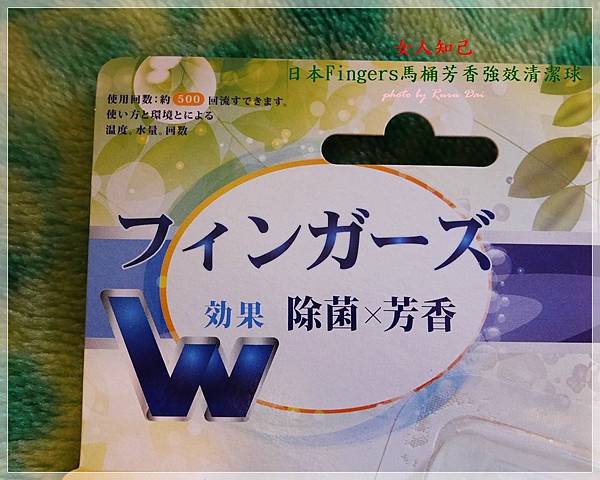 女人知己
日本Fingers馬桶芳香強效清潔球
photo by Ruru Dai
使用回数:約 500 回流すできます。
使い方と環境とによる
温度。水量。回数
フィンガーズ
W 効果 除菌×芳香